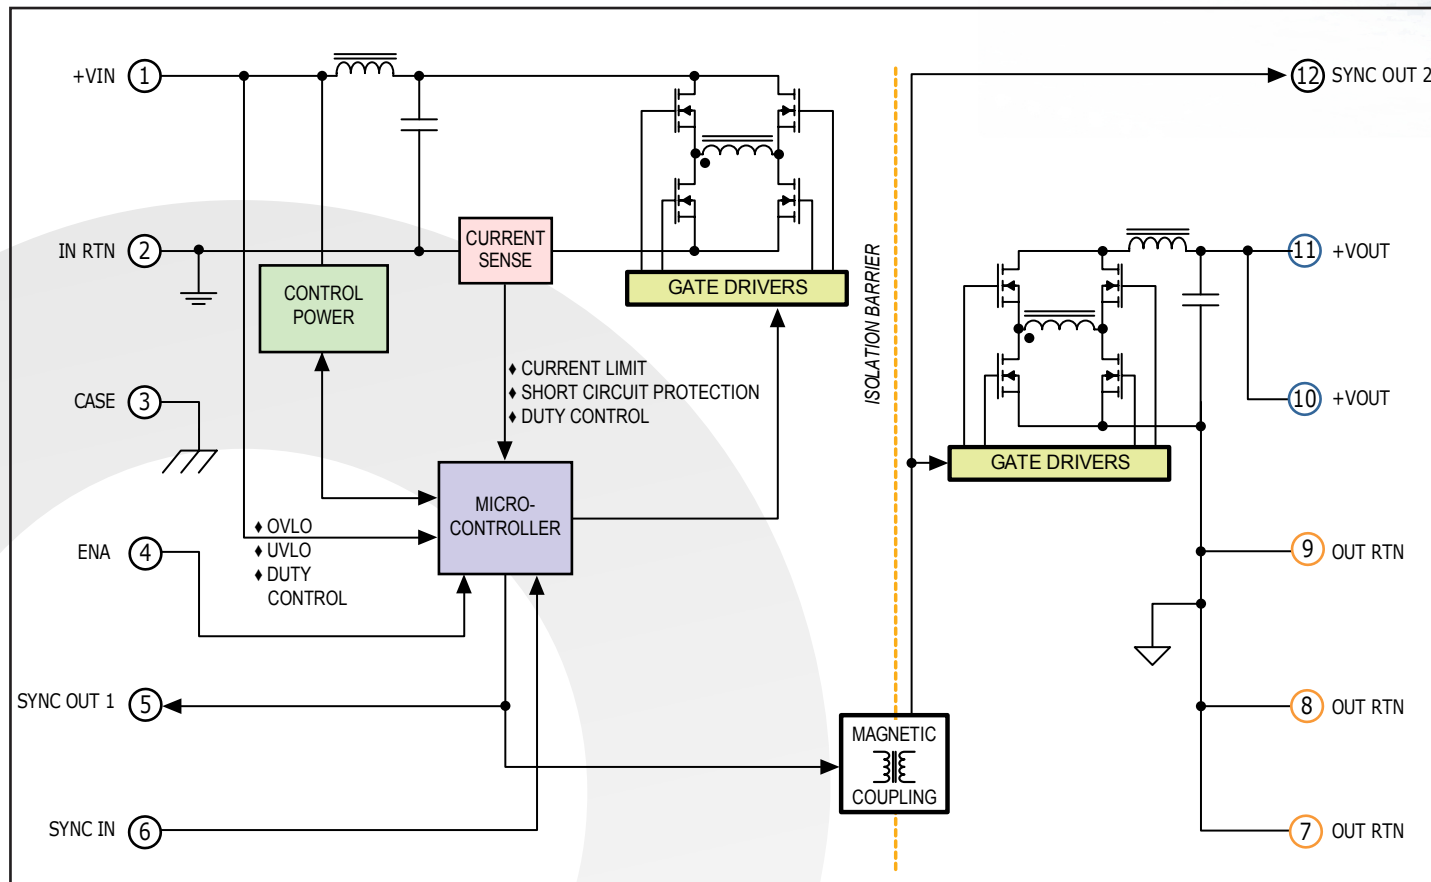 +VIN 1
12 SYNC OUT 2
IN RTN 2
CURRENT
SENSE
11 +VOUT
CONTROL
POWER
GATE DRIVERS
ISOLATION BARRIER
♦ CURRENT LIMIT
♦ SHORT CIRCUIT PROTECTION
♦ DUTY CONTROL
CASE 3
10 +VOUT
GATE DRIVERS
MICRO-
CONTROLLER
♦ OVLO
♦ UVLO
♦ DUTY
CONTROL
ENA 4
9 OUT RTN
SYNC OUT 1 5
8 OUT RTN
MAGNETIC
COUPLING
SYNC IN 6
7 OUT RTN